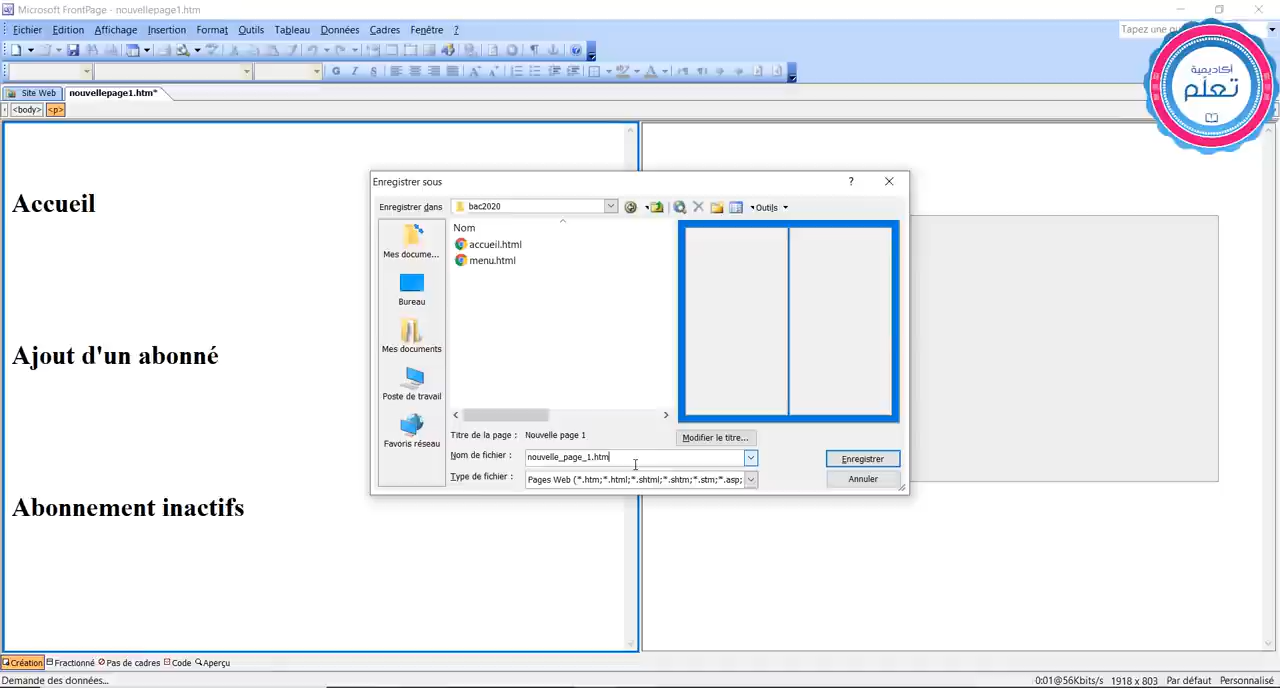 Microsoft FrontPage - nouvellepage1.htm
Fichier Edition Affichage Insertion Format Outils Tableau Données Cadres Fenêtre ?
Tapez une
G I S
Site Web nouvellepage1.htm*
<body> <p>
أكاديمية
تعلّم
Accueil
Ajout d'un abonné
Abonnement inactifs
Enregistrer sous
Enregistrer dans bac2020 Outils
Nom
accueil.html
menu.html
Mes docume...
Bureau
Mes documents
Poste de travail
Favoris réseau
Titre de la page : Nouvelle page 1 Modifier le titre...
Nom de fichier : nouvelle_page_1.htm Enregistrer
Type de fichier : Pages Web (*.htm;*.html;*.shtml;*.shtm;*.stm;*.asp; Annuler
Création Fractionné Pas de cadres Code Aperçu
Demande des données... 0:01@56Kbits/s 1918 x 803 Par défaut Personnalisé